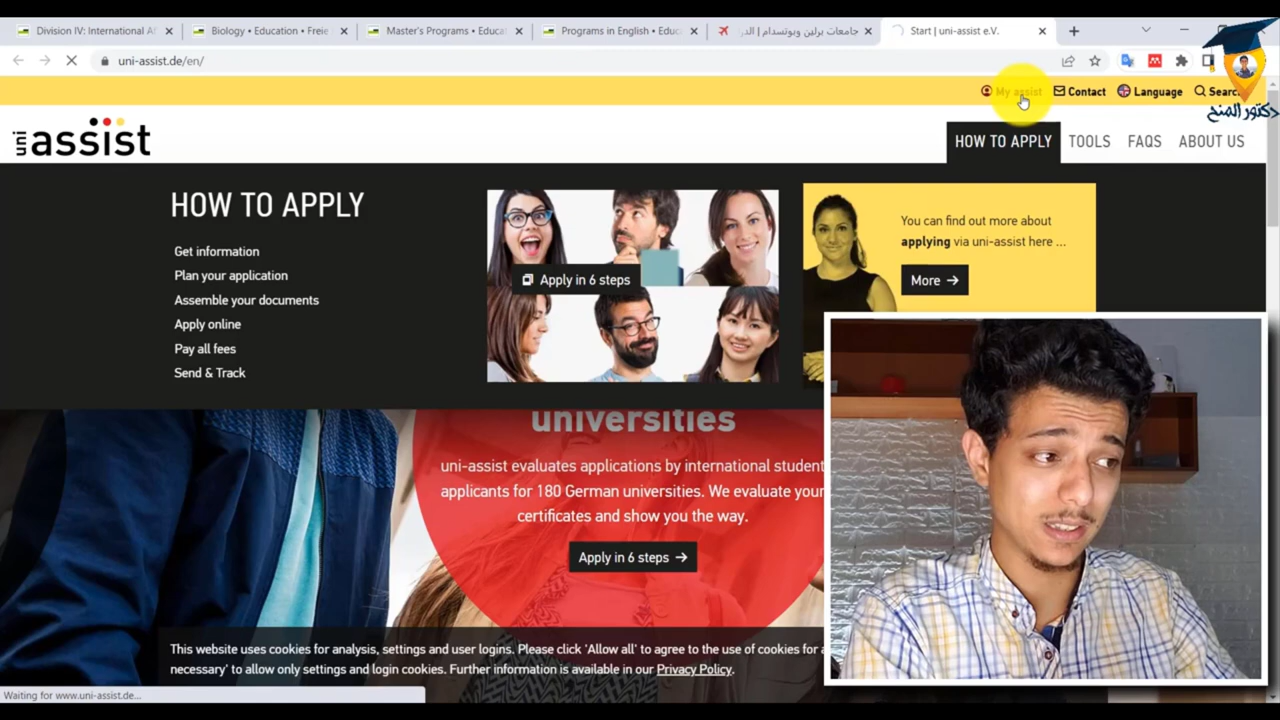 Division IV: International A
Biology • Education • Freie
Master's Programs • Educat
Programs in English • Educ
جامعات برلين وبوتسدام | الدر
Start | uni-assist e.V.
uni-assist.de/en/
My assist
Contact
Language
Search
دكتور المنح
uni assist
HOW TO APPLY
TOOLS
FAQS
ABOUT US
HOW TO APPLY
Get information
Plan your application
Assemble your documents
Apply online
Pay all fees
Send & Track
Apply in 6 steps
You can find out more about
applying via uni-assist here ...
More →
universities
uni-assist evaluates applications by international student
applicants for 180 German universities. We evaluate your
certificates and show you the way.
Apply in 6 steps →
This website uses cookies for analysis, settings and user logins. Please click 'Allow all' to agree to the use of cookies for a
necessary' to allow only settings and login cookies. Further information is available in our Privacy Policy.
Waiting for www.uni-assist.de...